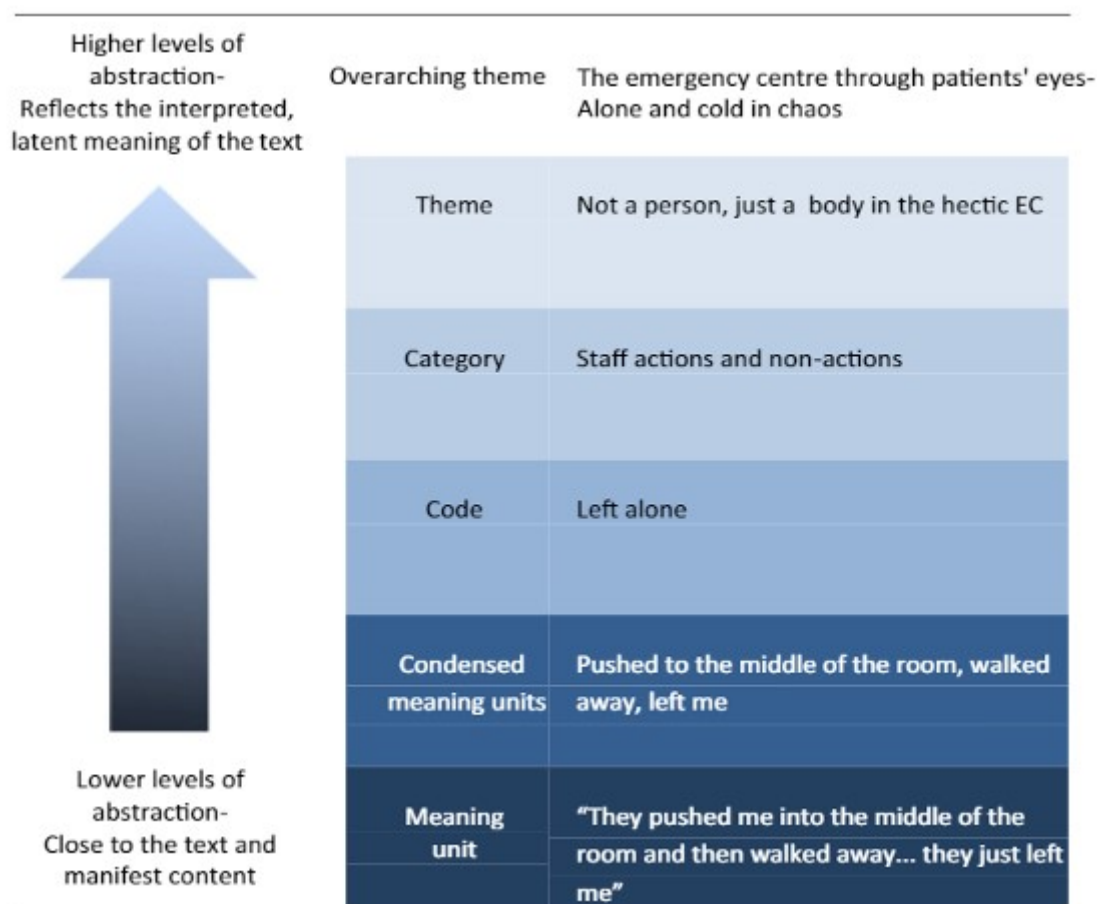 Higher levels of
abstraction-
Reflects the interpreted,
latent meaning of the text
Overarching theme
The emergency centre through patients' eyes-
Alone and cold in chaos
Theme
Not a person, just a body in the hectic EC
Category
Staff actions and non-actions
Code
Left alone
Condensed
meaning units
Pushed to the middle of the room, walked
away, left me
Lower levels of
abstraction-
Close to the text and
manifest content
Meaning
unit
“They pushed me into the middle of the
room and then walked away... they just left
me”